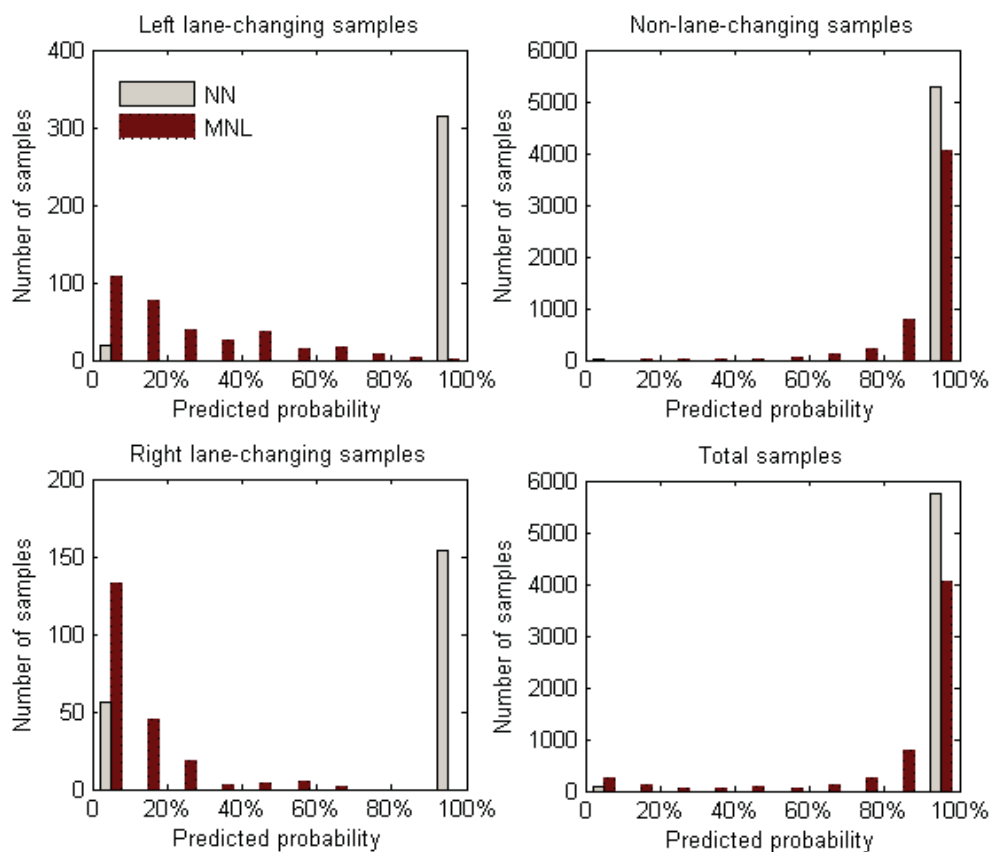 Left lane-changing samples
400
300
200
100
0
Number of samples
NN
MNL
0 20% 40% 60% 80% 100%
Predicted probability
Non-lane-changing samples
6000
5000
4000
3000
2000
1000
0
Number of samples
0 20% 40% 60% 80% 100%
Predicted probability
Right lane-changing samples
200
150
100
50
0
Number of samples
0 20% 40% 60% 80% 100%
Predicted probability
Total samples
6000
5000
4000
3000
2000
1000
0
Number of samples
0 20% 40% 60% 80% 100%
Predicted probability